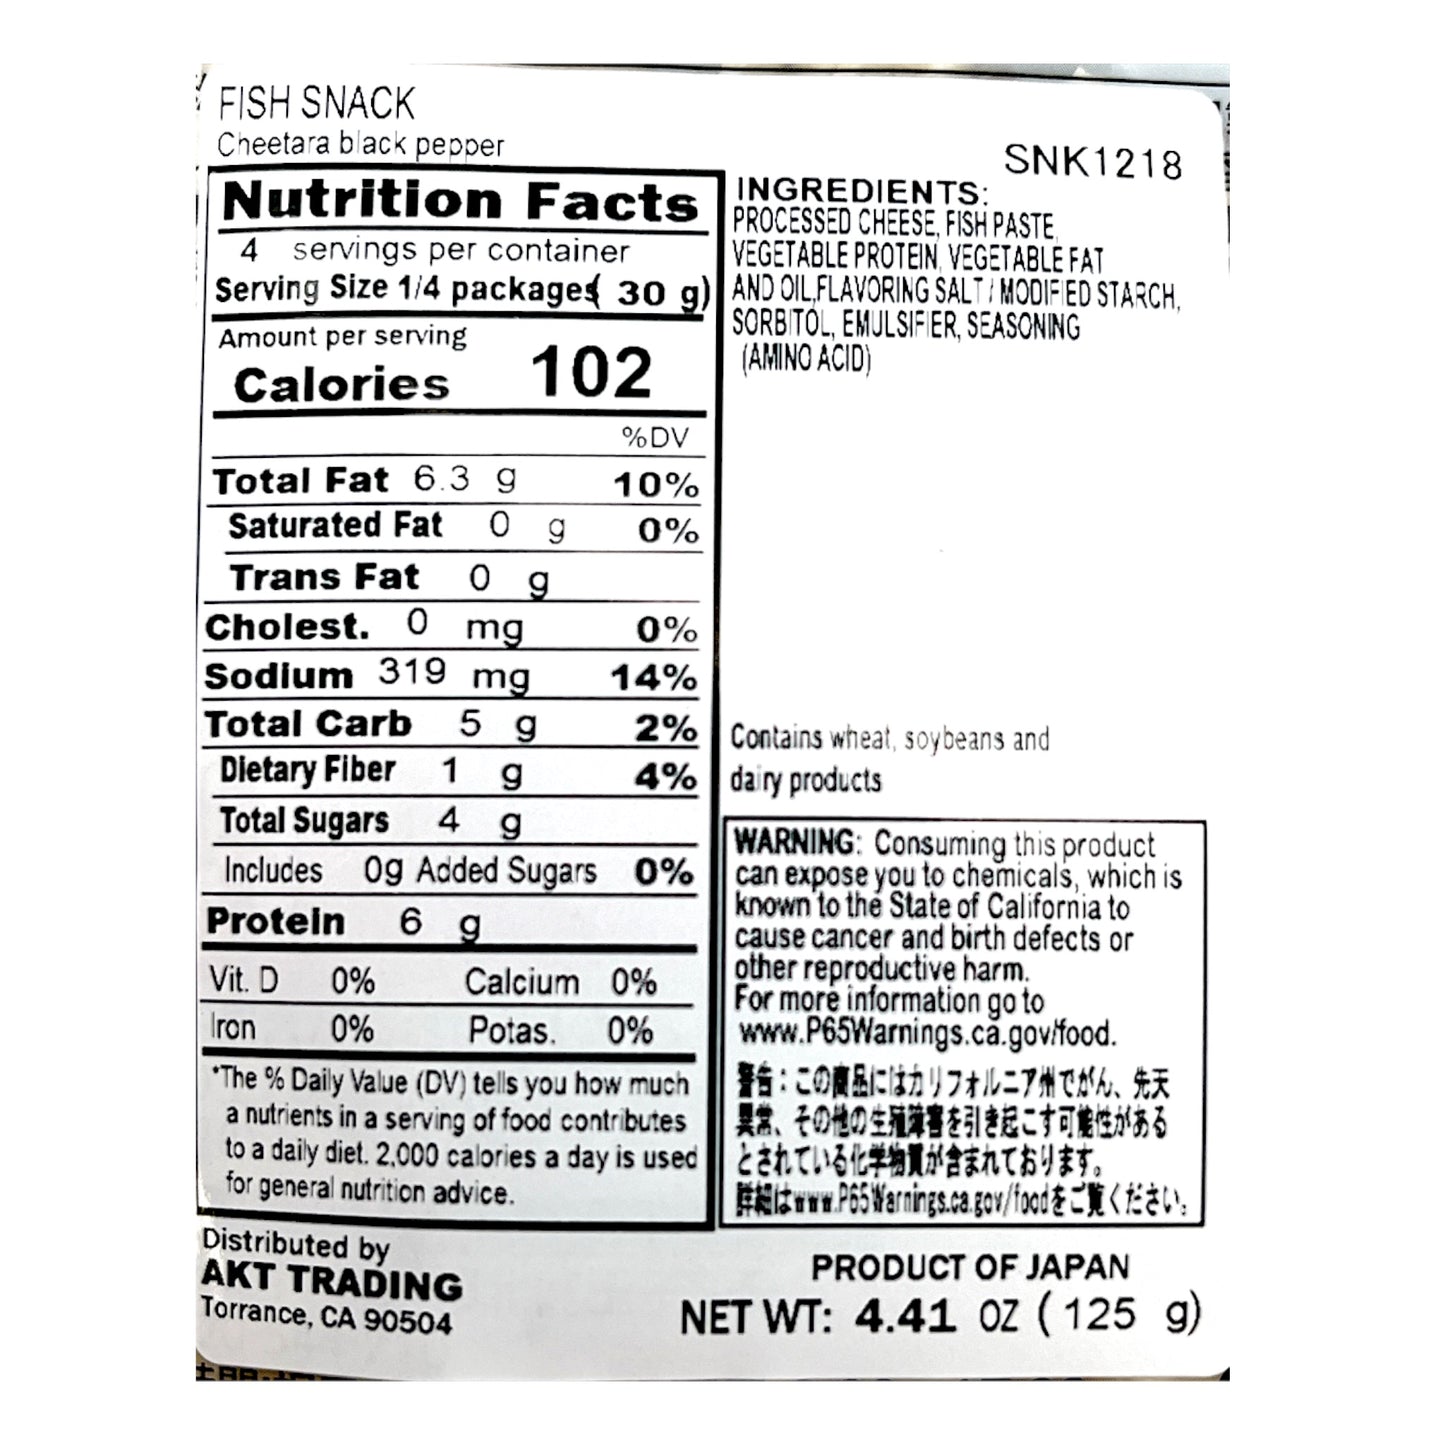 FISH SNACK
Cheetara black pepper
SNK1218
Nutrition Facts
4 servings per container
Serving Size 1/4 packages( 30 g)
Amount per serving
Calories 102
%DV
Total Fat 6.3 g 10%
Saturated Fat 0 g 0%
Trans Fat 0 g
Cholest. 0 mg 0%
Sodium 319 mg 14%
Total Carb 5 g 2%
Dietary Fiber 1 g 4%
Total Sugars 4 g
Includes 0g Added Sugars 0%
Protein 6 g
Vit. D 0% Calcium 0%
Iron 0% Potas. 0%
*The % Daily Value (DV) tells you how much
a nutrients in a serving of food contributes
to a daily diet. 2,000 calories a day is used
for general nutrition advice.
INGREDIENTS:
PROCESSED CHEESE, FISH PASTE,
VEGETABLE PROTEIN, VEGETABLE FAT
AND OIL,FLAVORING SALT / MODIFIED STARCH,
SORBITOL, EMULSIFIER, SEASONING
(AMINO ACID)
Contains wheat, soybeans and
dairy products
WARNING: Consuming this product
can expose you to chemicals, which is
known to the State of California to
cause cancer and birth defects or
other reproductive harm.
For more information go to
www.P65Warnings.ca.gov/food.
警告：この商品にはカリフォルニア州でがん、先天
異常、その他の生殖障害を引き起こす可能性がある
とされている化学物質が含まれております。
詳細はwww.P65Warnings.ca.gov/foodをご覧ください。
Distributed by
AKT TRADING
Torrance, CA 90504
PRODUCT OF JAPAN
NET WT: 4.41 OZ ( 125 g)